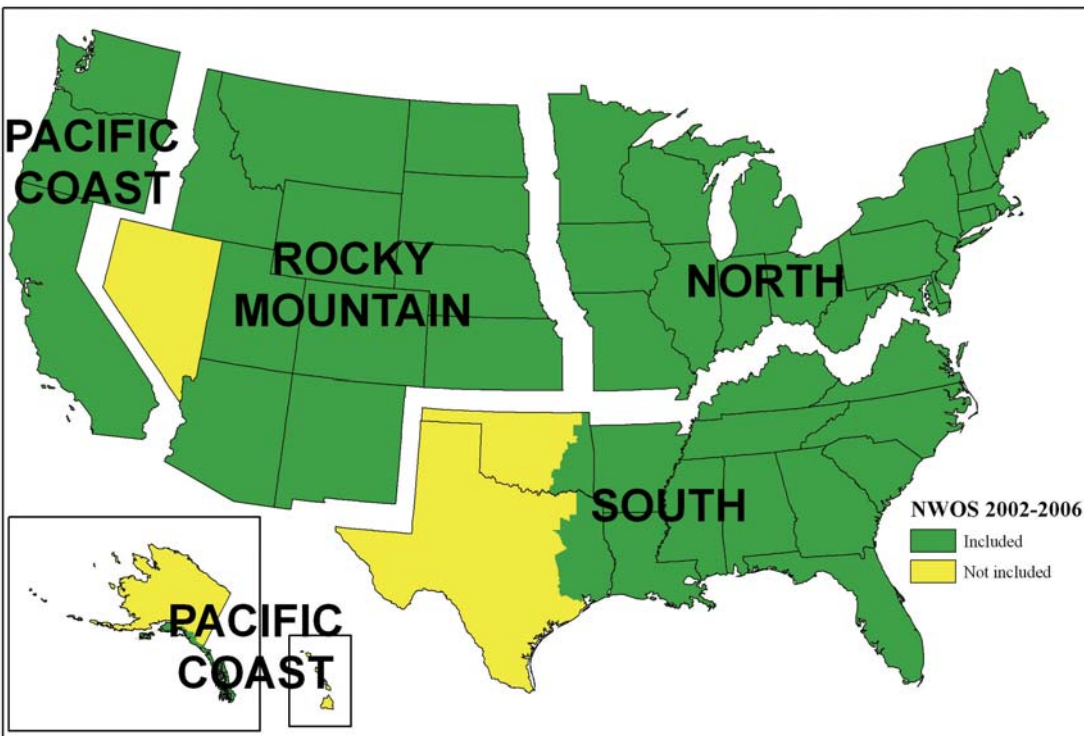 PACIFIC
COAST
ROCKY
MOUNTAIN
NORTH
SOUTH
NWOS 2002-2006
Included
Not included
PACIFIC
COAST